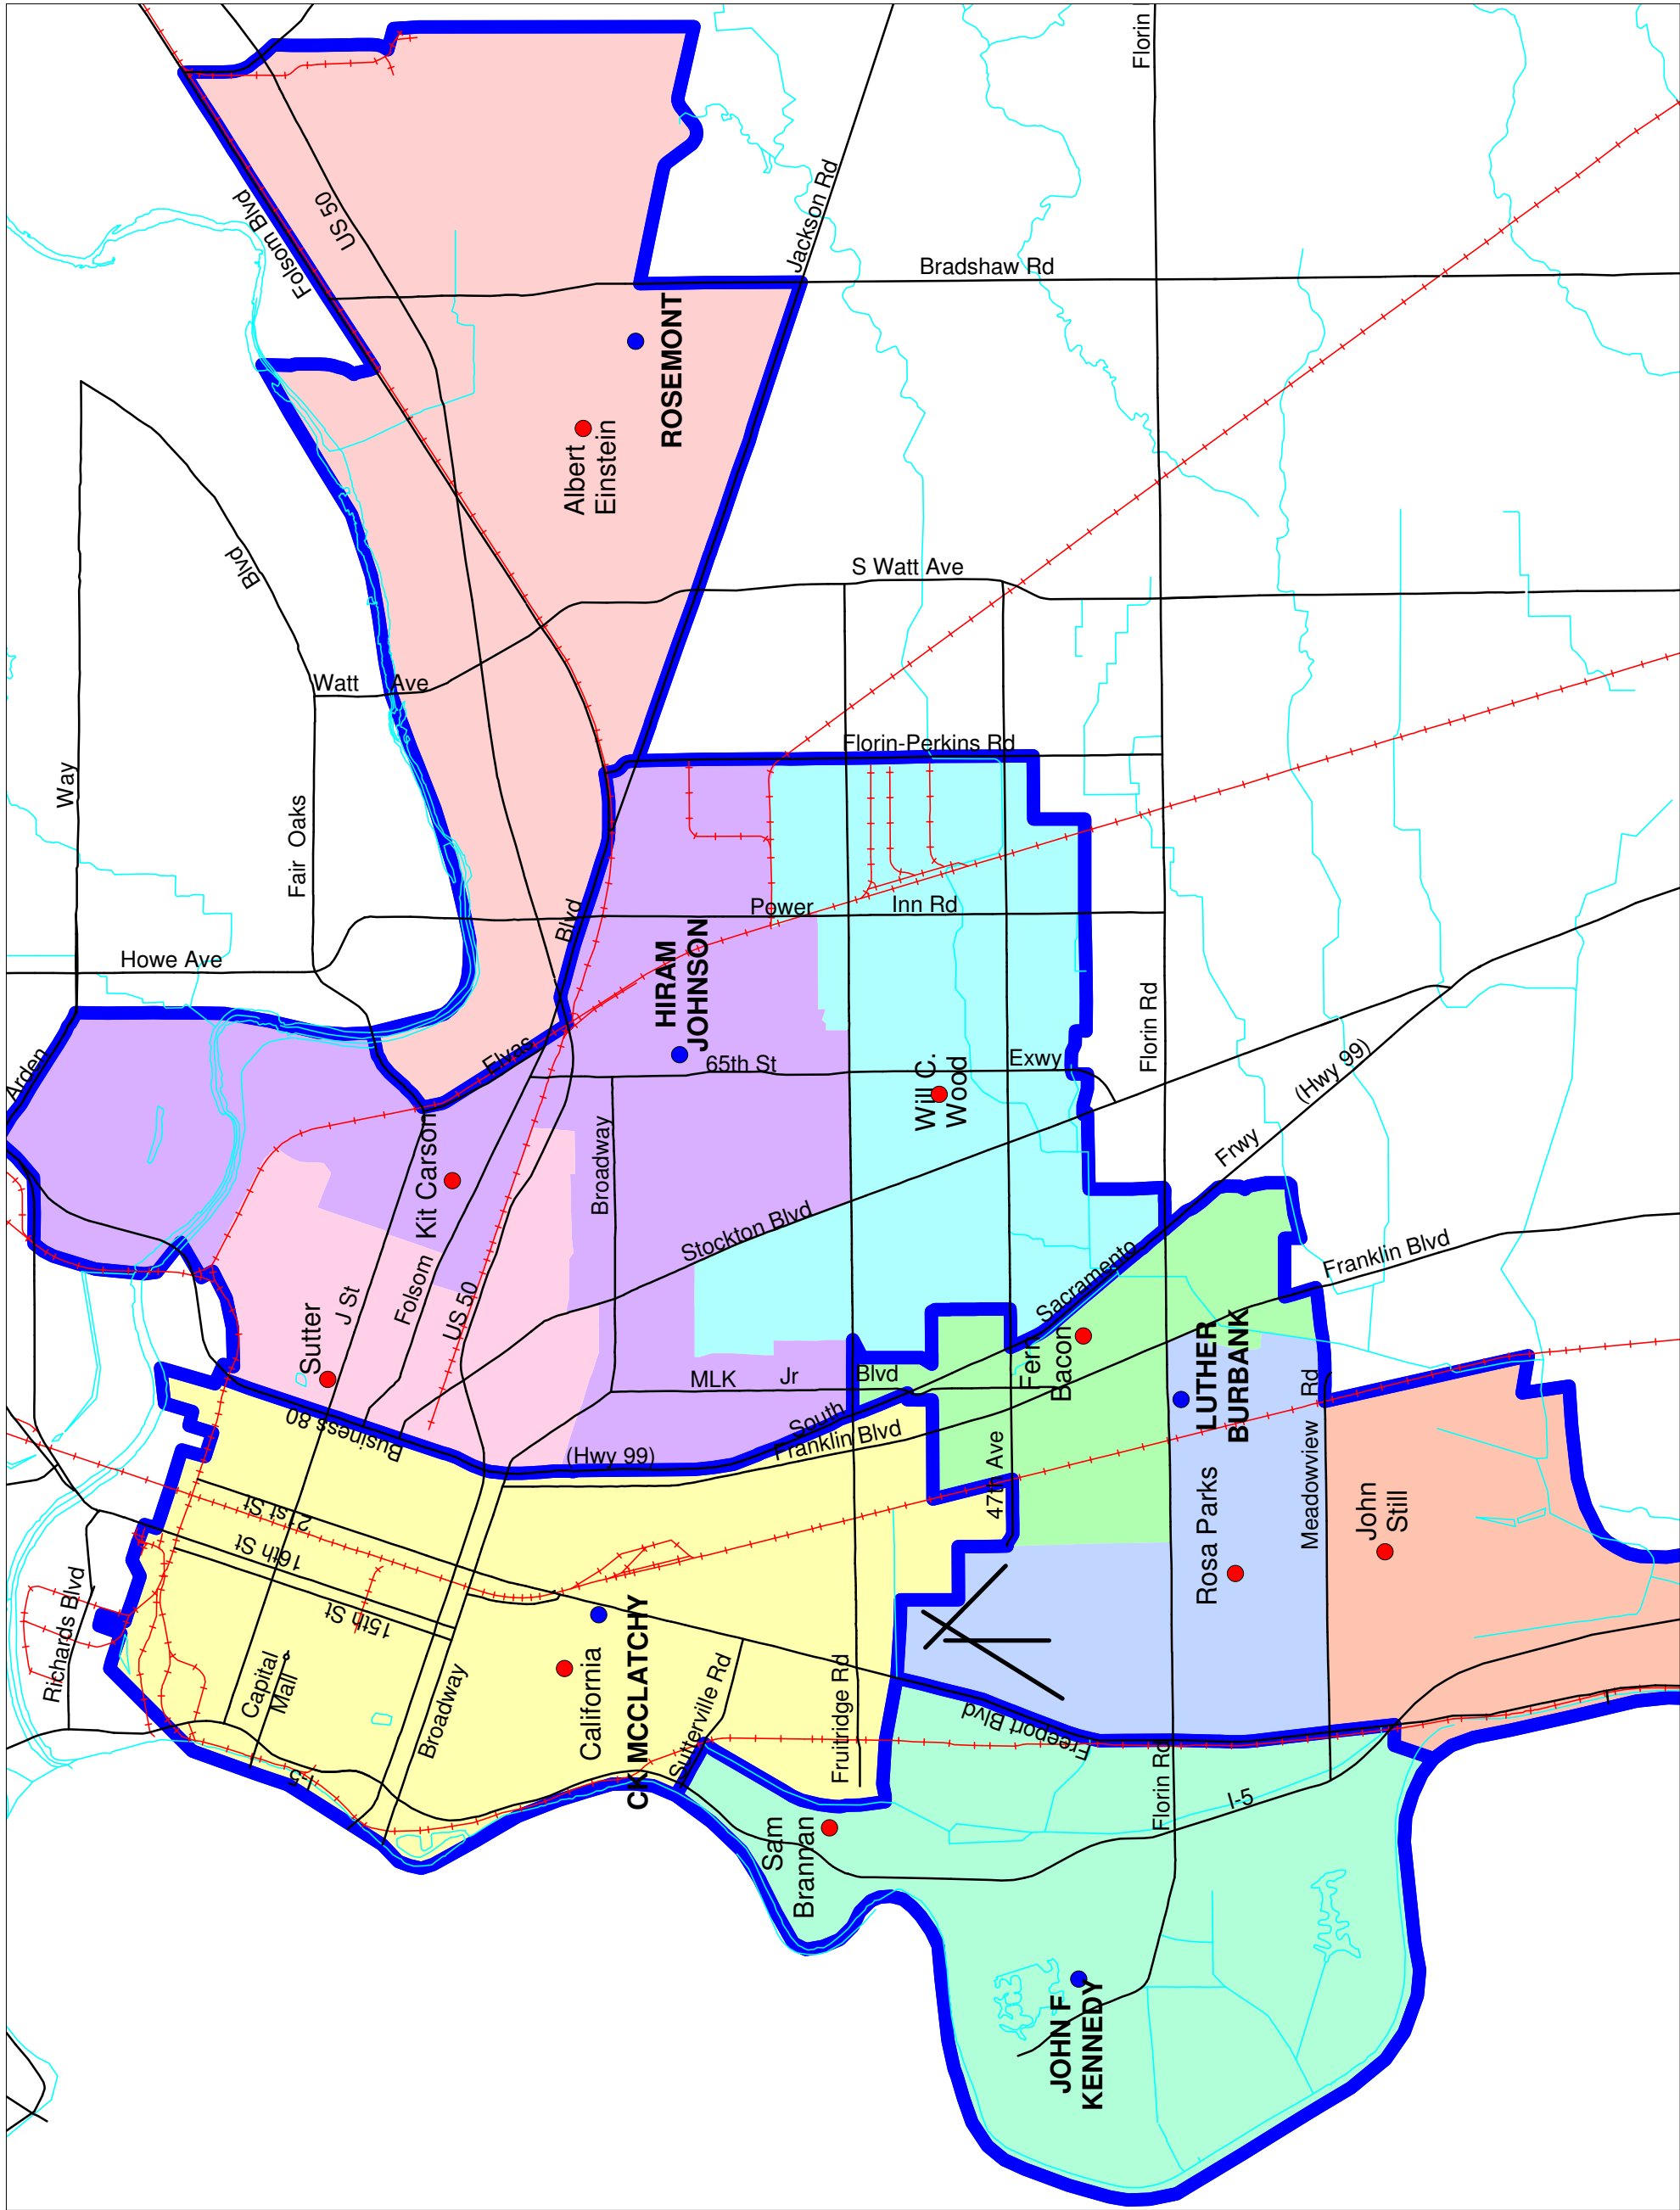 Florin
Folsom Blvd
US 50
Jackson Rd
Bradshaw Rd
ROSEMONT
Albert
Einstein
Blvd
S Watt Ave
Watt Ave
Way
Fair Oaks
Florin-Perkins Rd
Howe Ave
Blvd
Power Inn Rd
HIRAM
JOHNSON
Arden
Elvas
65th St
Exwy
Florin Rd
Will C.
Wood
(Hwy 99)
Frwy
Kit Carson
Broadway
Stockton Blvd
Sacramento
Franklin Blvd
Sutter
J St
Folsom
US 50
Fern
Bacon
LUTHER
BURBANK
MLK Jr Blvd
Business 80
South
(Hwy 99)
Franklin Blvd
47th Ave
Meadowview Rd
21st St
16th St
15th St
Rosa Parks
John
Still
Richards Blvd
Capital
Mall
Broadway
California
CK MCCLATCHY
Sutterville Rd
Fruitridge Rd
Freeport Blvd
Florin Rd
I-5
I-5
Sam
Brannan
JOHN F
KENNEDY